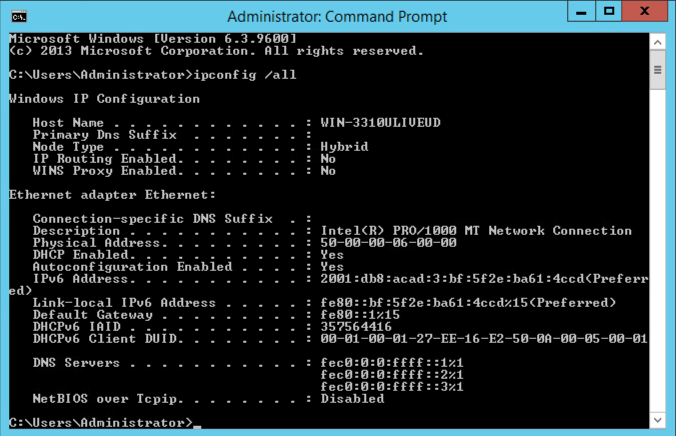 Administrator: Command Prompt
Microsoft Windows [Version 6.3.9600]
(c) 2013 Microsoft Corporation. All rights reserved.
C:\Users\Administrator>ipconfig /all
Windows IP Configuration
Host Name . . . . . . . . . . . . : WIN-3310ULIVEUD
Primary Dns Suffix  . . . . . . . :
Node Type . . . . . . . . . . . . : Hybrid
IP Routing Enabled. . . . . . . . : No
WINS Proxy Enabled. . . . . . . . : No
Ethernet adapter Ethernet:
Connection-specific DNS Suffix  . :
Description . . . . . . . . . . . : Intel(R) PRO/1000 MT Network Connection
Physical Address. . . . . . . . . : 50-00-00-06-00-00
DHCP Enabled. . . . . . . . . . . : Yes
Autoconfiguration Enabled . . . . : Yes
IPv6 Address. . . . . . . . . . . : 2001:db8:acad:3:bf:5f2e:ba61:4ccd(Preferr
ed)
Link-local IPv6 Address . . . . . : fe80::bf:5f2e:ba61:4ccd%15(Preferred)
Default Gateway . . . . . . . . . : fe80::1%15
DHCPv6 IAID . . . . . . . . . . . : 357564416
DHCPv6 Client DUID. . . . . . . . : 00-01-00-01-27-EE-16-E2-50-0A-00-05-00-01
DNS Servers . . . . . . . . . . . : fec0:0:0:ffff::1%1
fec0:0:0:ffff::2%1
fec0:0:0:ffff::3%1
NetBIOS over Tcpip. . . . . . . . : Disabled
C:\Users\Administrator>_